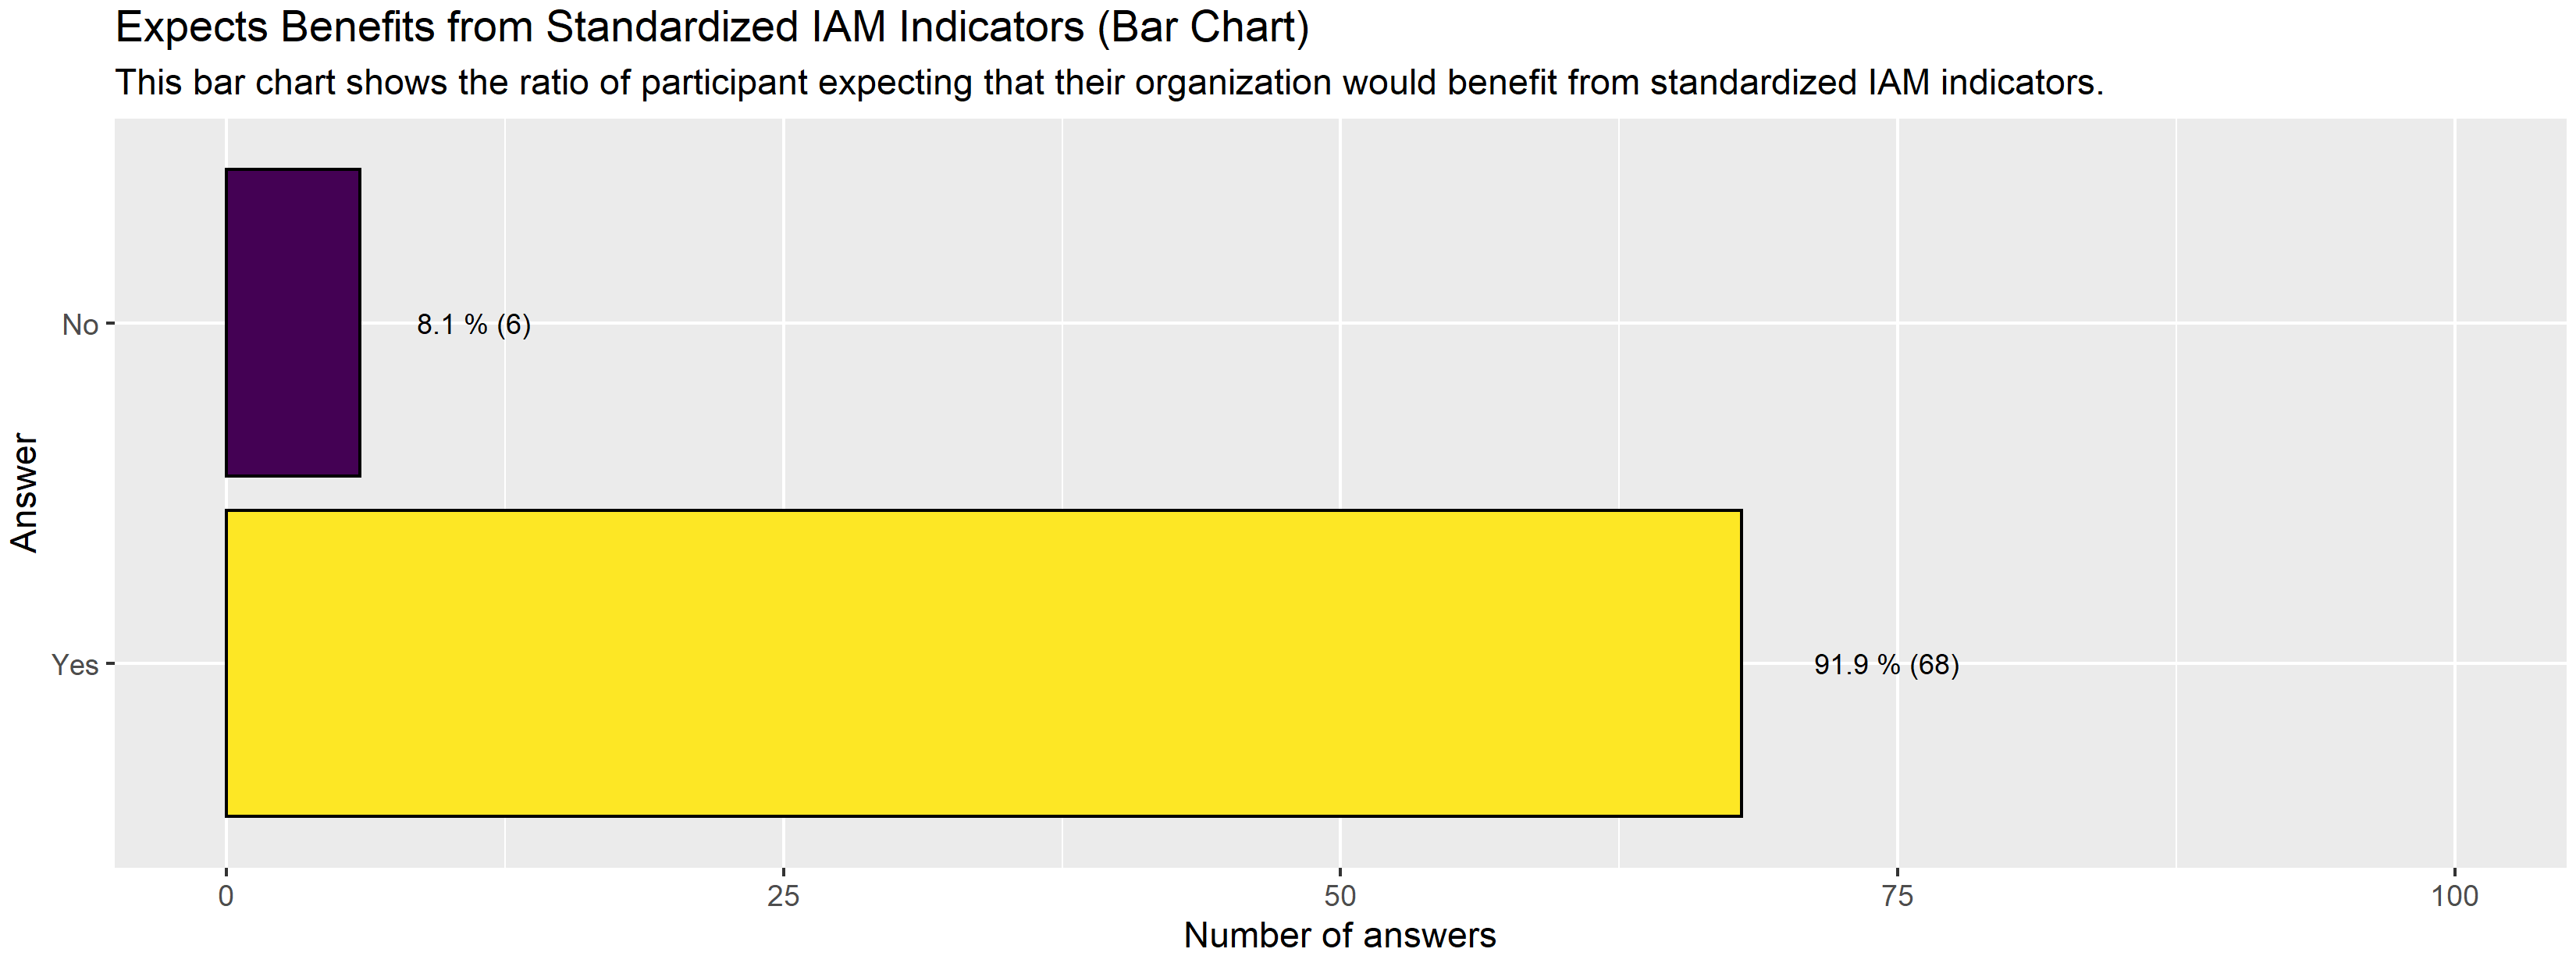 Expects Benefits from Standardized IAM Indicators (Bar Chart)
This bar chart shows the ratio of participant expecting that their organization would benefit from standardized IAM indicators.
No
8.1 % (6)
Answer
Yes
91.9 % (68)
0 25 50 75 100
Number of answers